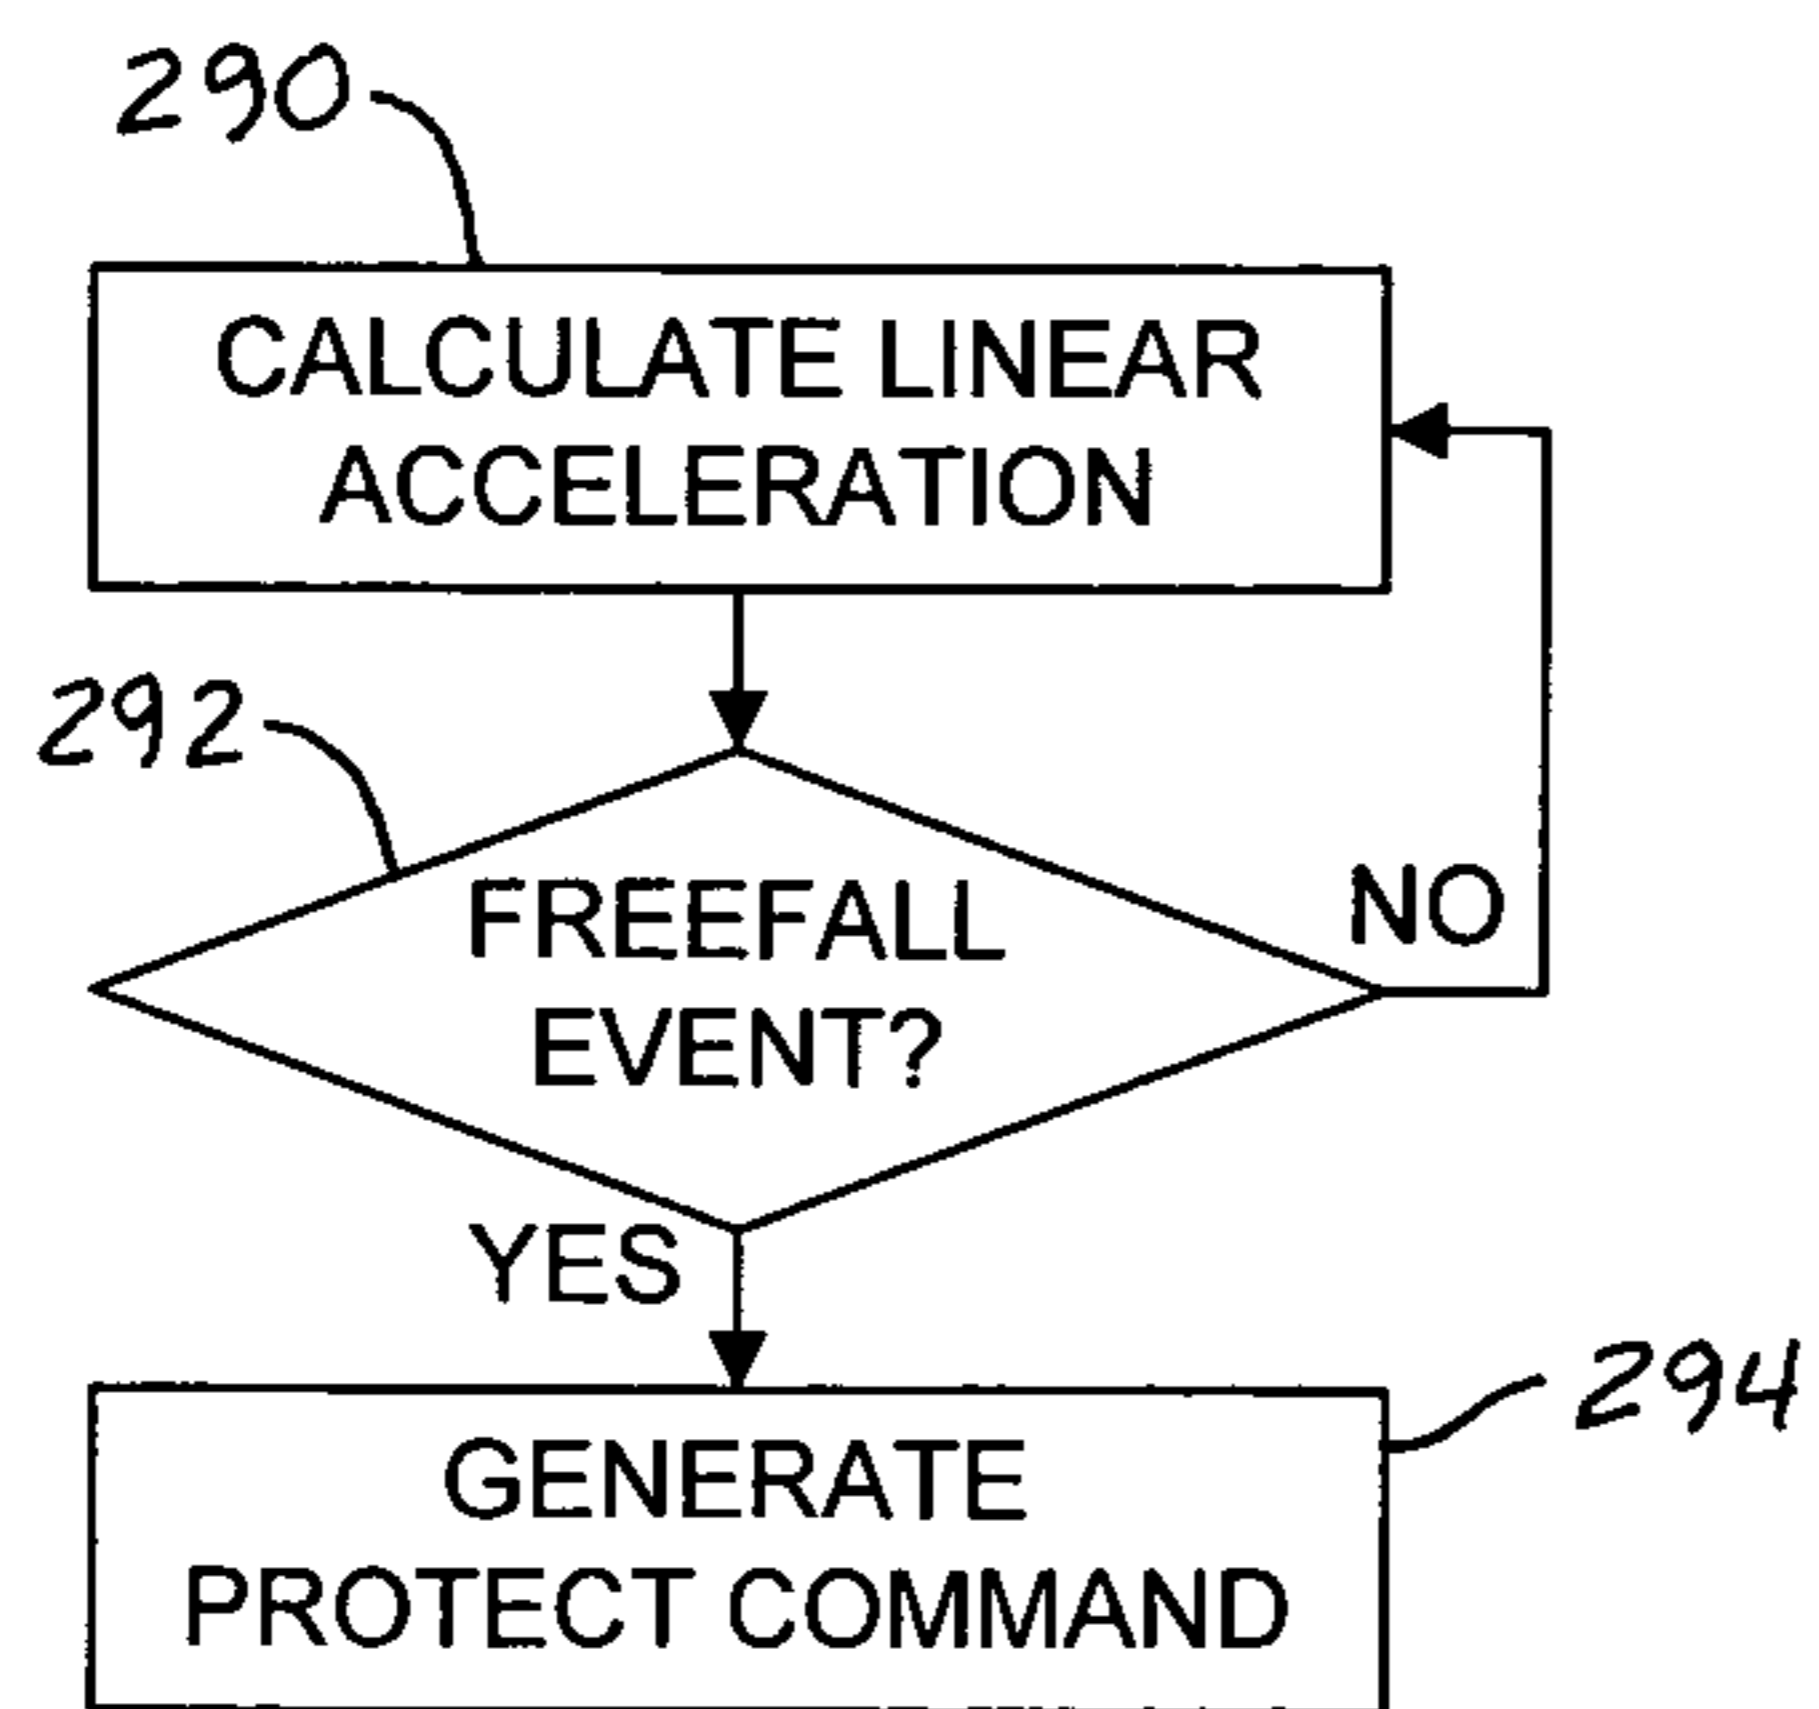 290
CALCULATE LINEAR
ACCELERATION
292
FREEFALL
EVENT?
NO
YES
294
GENERATE
PROTECT COMMAND